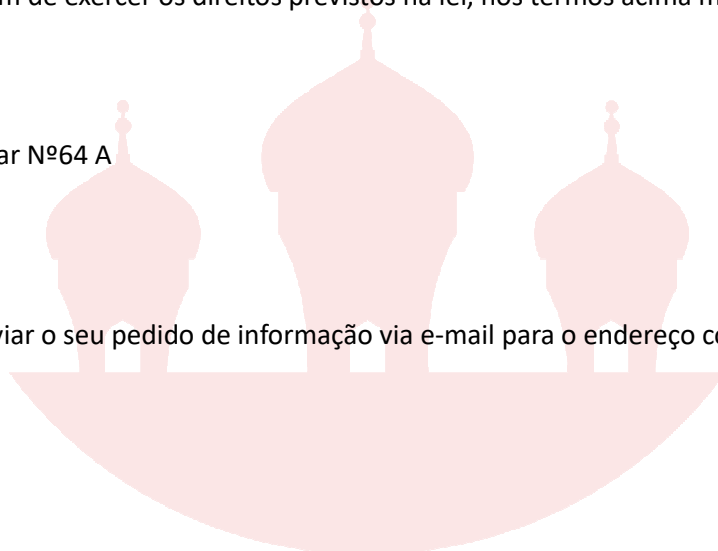 de exercer os direitos previstos na lei, nos termos acima
ar Nº64 A
viar o seu pedido de informação via e-mail para o endereço